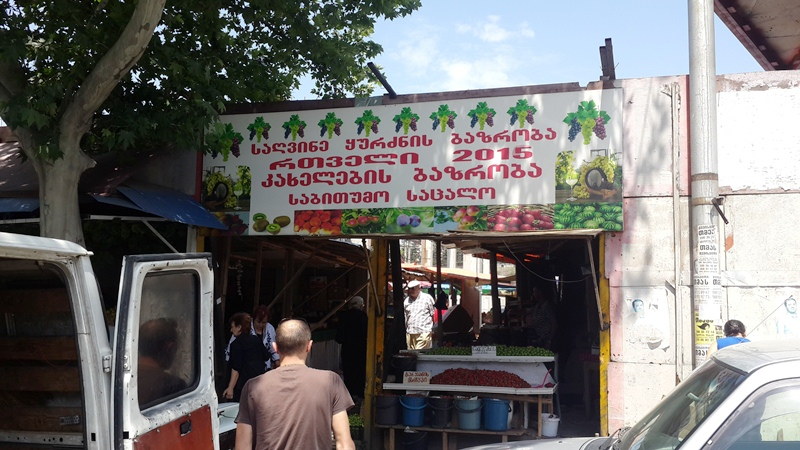 საღვინე ყურძნის ბაზრობა
რთველი 2015
კახელების ბაზრობა
საბითუმო საცალო